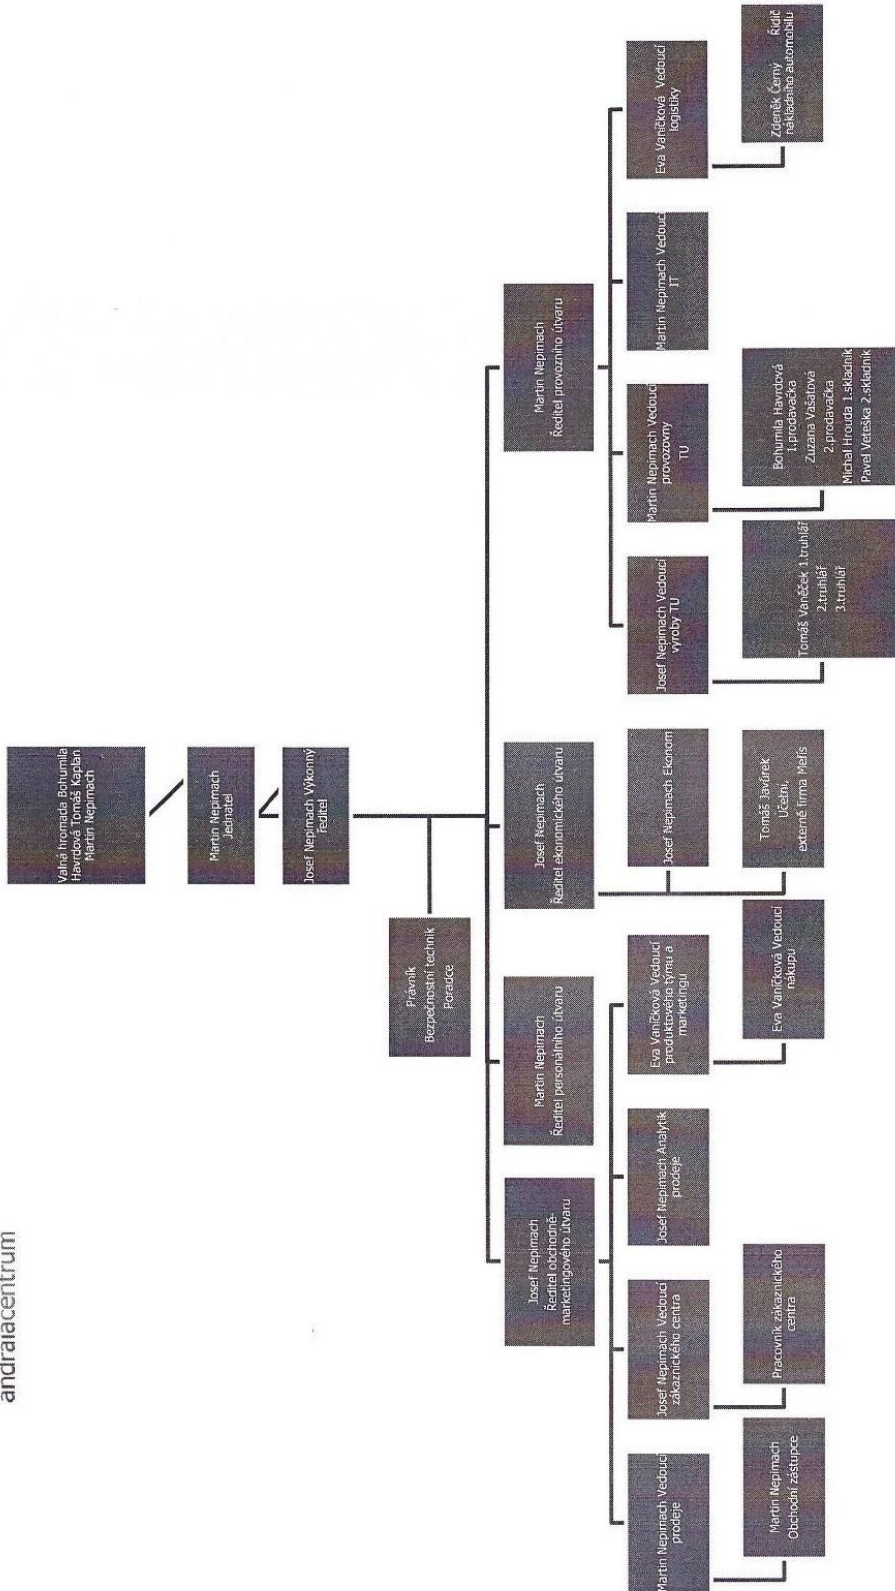 andraiacentrum
Valná hromada Bohumila
Havrdová Tomáš Kaplan
Martin Nepimach
Martin Nepimach
Jednatel
Josef Nepimach Výkonný
ředitel
Právník
Bezpečnostní technik
Poradce
Josef Nepimach
Ředitel obchodně-
marketingového útvaru
Martin Nepimach
Ředitel personálního útvaru
Josef Nepimach
Ředitel ekonomického útvaru
Martin Nepimach
Ředitel provozního útvaru
Martin Nepimach Vedoucí
prodeje
Josef Nepimach Vedoucí
zákaznického centra
Josef Nepimach Analytik
prodeje
Eva Vaníčková Vedoucí
produktového týmu a
marketingu
Josef Nepimach Ekonom
Josef Nepimach Vedoucí
výroby TU
Martin Nepimach Vedoucí
provozovny
TU
Martin Nepimach Vedoucí
IT
Eva Vaníčková Vedoucí
logistiky
Martin Nepimach
Obchodní zástupce
Pracovník zákaznického
centra
Eva Vaníčková Vedoucí
nákupu
Tomáš Javůrek
Účetní,
externě firma Mefis
Tomáš Vaněček 1.truhlář
2.truhlář
3.truhlář
Bohumila Havrdová
1.prodavačka
Zuzana Vašatová
2.prodavačka
Michal Hrouda 1.skladník
Pavel Veteška 2.skladník
Zdeněk Černý Řidič
nákladního automobilu